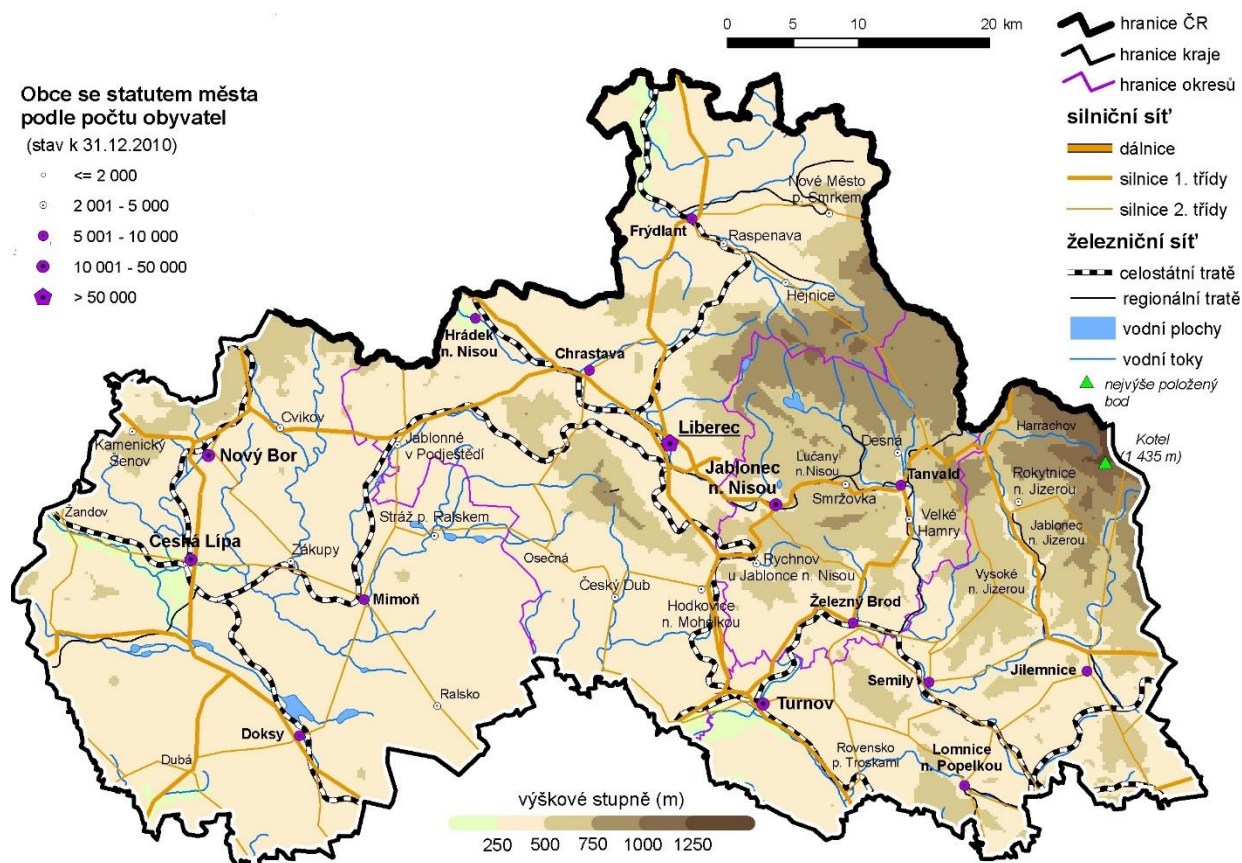 0 5 10 20 km
hranice ČR
hranice kraje
hranice okresů
silniční síť
dálnice
silnice 1. třídy
silnice 2. třídy
železniční síť
celostátní tratě
regionální tratě
vodní plochy
vodní toky
nejvýše položený
bod
Obce se statutem města
podle počtu obyvatel
(stav k 31.12.2010)
<= 2 000
2 001 - 5 000
5 001 - 10 000
10 001 - 50 000
> 50 000
Nové Město
p. Smrkem
Frýdlant
Raspenava
Hejnice
Hrádek
n. Nisou
Chrastava
Cvikov
Kamenický
Šenov
Nový Bor
Jablonné
v Podještědí
Liberec
Jablonec
n. Nisou
Lučany
n.Nisou
Desná
Smržovka
Tanvald
Harrachov
Kotel
(1 435 m)
Rokytnice
n. Jizerou
Jablonec
n. Jizerou
Velké
Hamry
Žandov
Česká Lípa
Zákupy
Stráž p. Ralskem
Osečná
Mimoň
Český Dub
Rychnov
u Jablonce n. Nisou
Hodkovice
n. Mohelkou
Železný Brod
Vysoké
n. Jizerou
Semily
Jilemnice
Turnov
Ralsko
Doksy
Dubá
Rovensko
p. Troskami
Lomnice
n. Popelkou
výškové stupně (m)
250 500 750 1000 1250